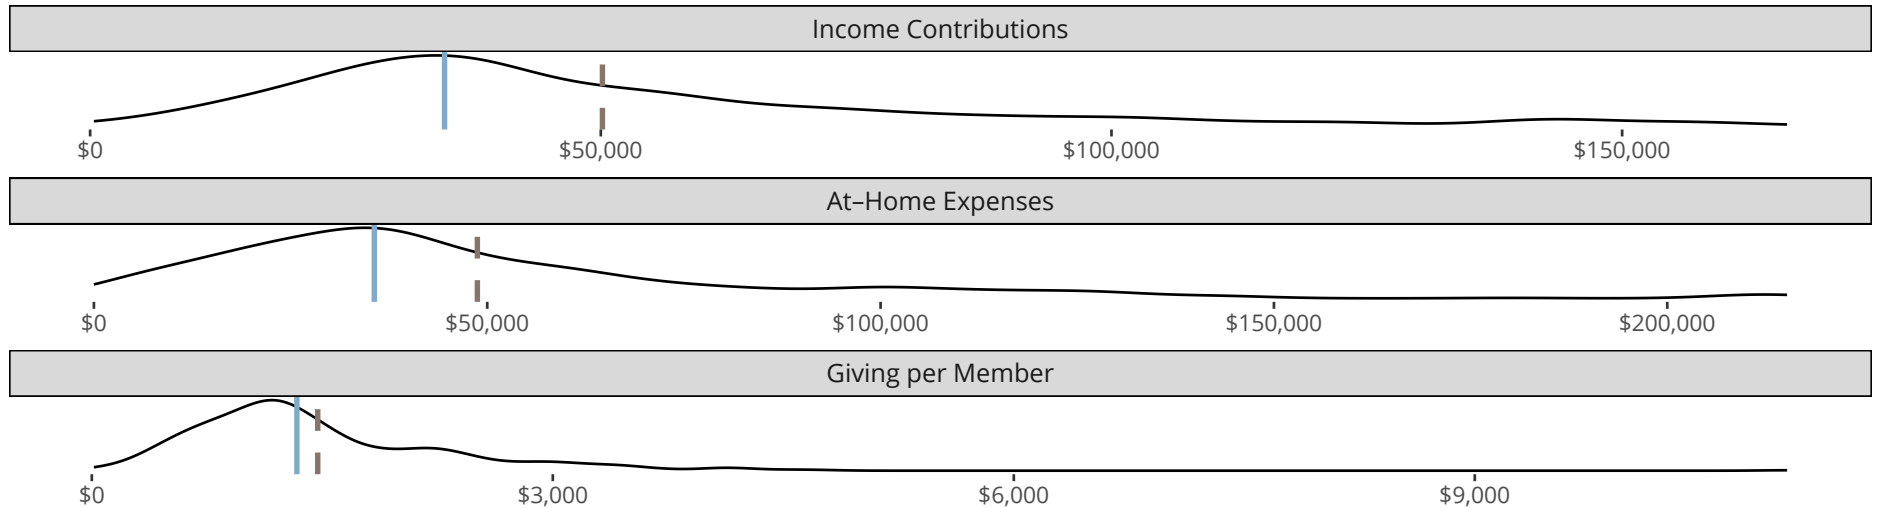 Income Contributions
$0 $50,000 $100,000 $150,000
At–Home Expenses
$0 $50,000 $100,000 $150,000 $200,000
Giving per Member
$0 $3,000 $6,000 $9,000